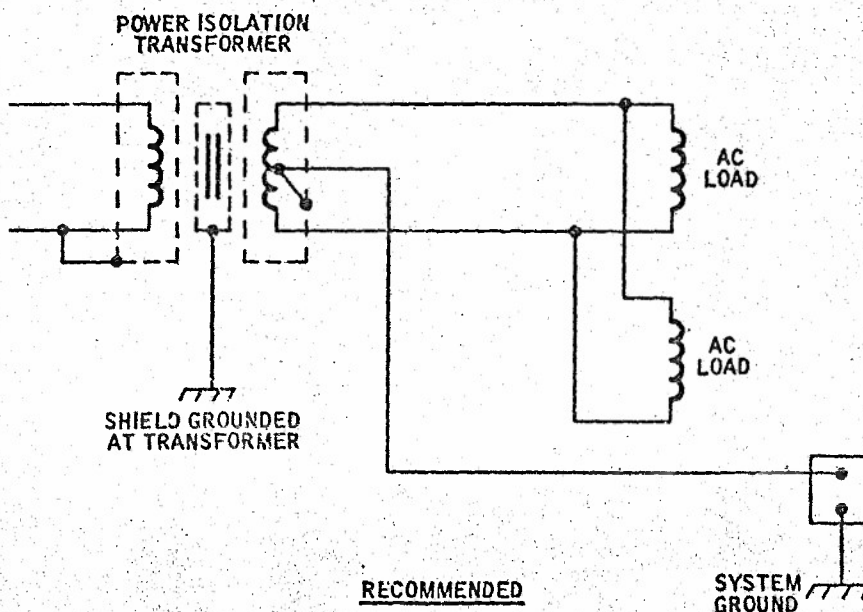 POWER ISOLATION
TRANSFORMER
AC
LOAD
AC
LOAD
SHIELD GROUNDED
AT TRANSFORMER
RECOMMENDED
SYSTEM
GROUND